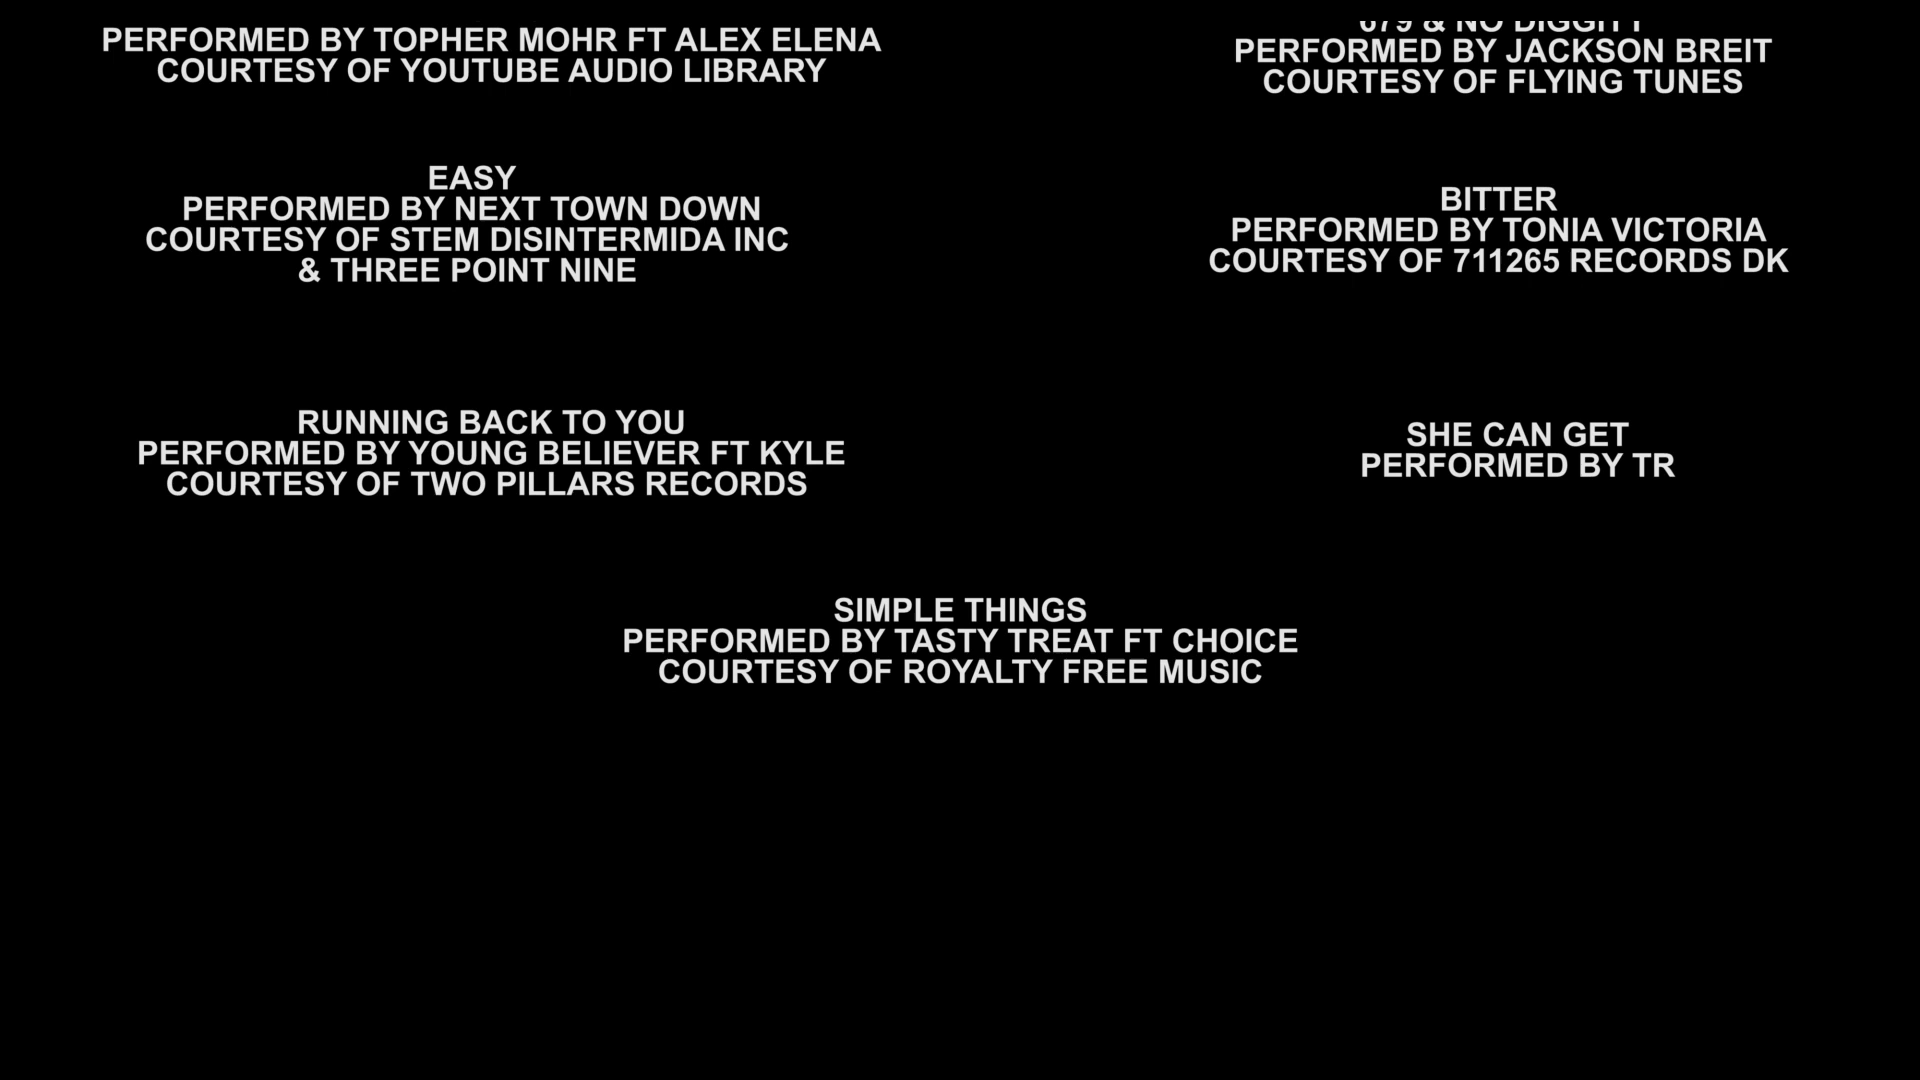 PERFORMED BY TOPHER MOHR FT ALEX ELENA
COURTESY OF YOUTUBE AUDIO LIBRARY
679 & NO DIGGITY
PERFORMED BY JACKSON BREIT
COURTESY OF FLYING TUNES
EASY
PERFORMED BY NEXT TOWN DOWN
COURTESY OF STEM DISINTERMIDA INC
& THREE POINT NINE
BITTER
PERFORMED BY TONIA VICTORIA
COURTESY OF 711265 RECORDS DK
RUNNING BACK TO YOU
PERFORMED BY YOUNG BELIEVER FT KYLE
COURTESY OF TWO PILLARS RECORDS
SHE CAN GET
PERFORMED BY TR
SIMPLE THINGS
PERFORMED BY TASTY TREAT FT CHOICE
COURTESY OF ROYALTY FREE MUSIC